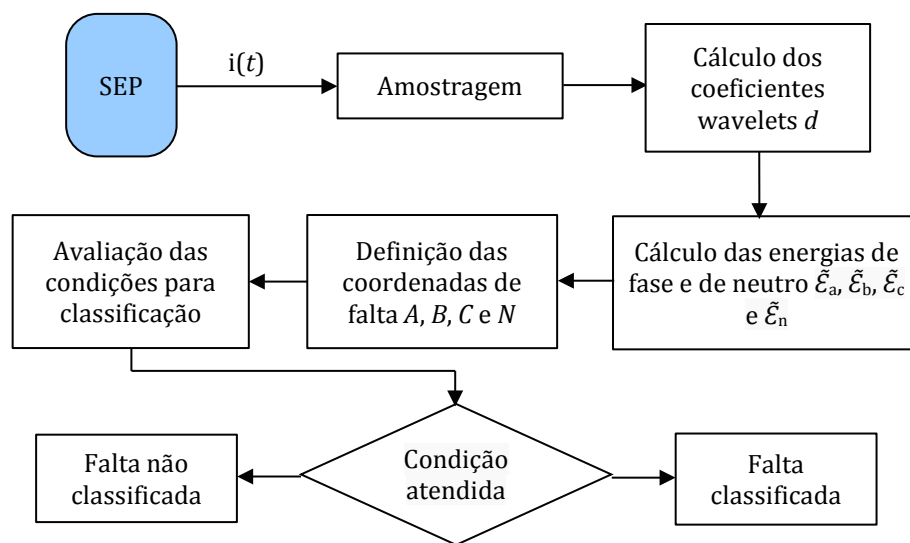 SEP
i(t)
Amostragem
Cálculo dos
coeficientes
wavelets d
Cálculo das energias de
fase e de neutro ℰ̃a, ℰ̃b, ℰ̃c
e ℰ̃n
Definição das
coordenadas de
falta A, B, C e N
Avaliação das
condições para
classificação
Condição
atendida
Falta não
classificada
Falta
classificada